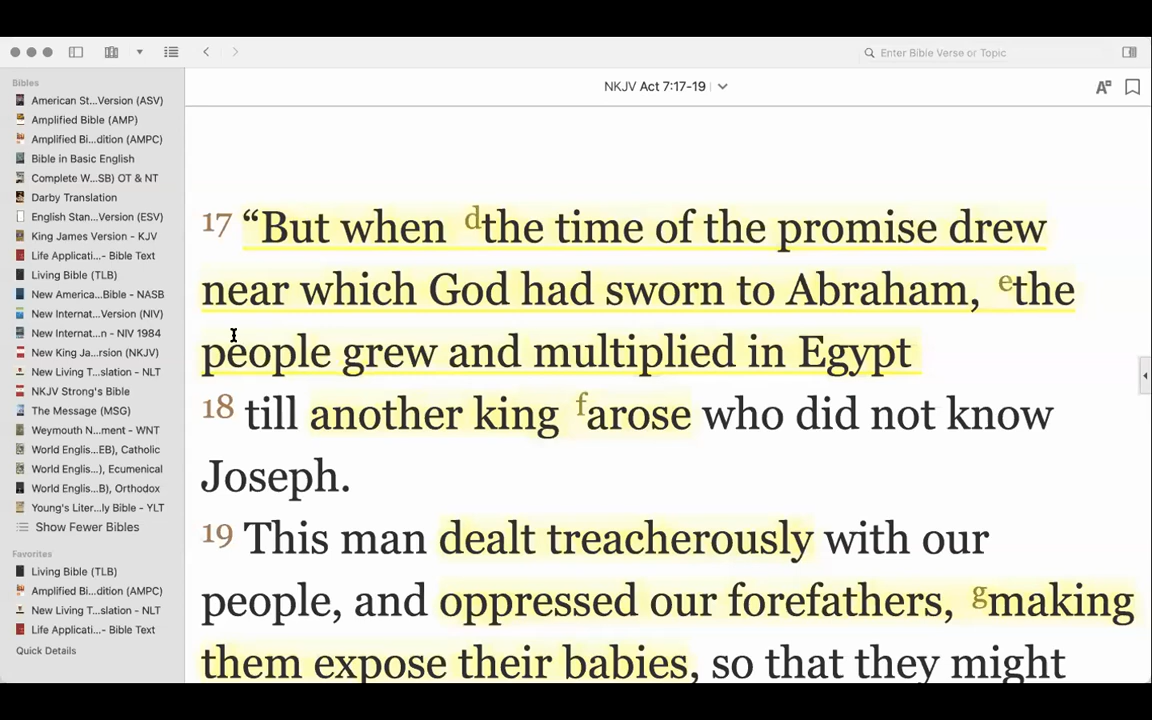 Enter Bible Verse or Topic
Bibles
American St...Version (ASV)
Amplified Bible (AMP)
Amplified Bi...dition (AMPC)
Bible in Basic English
Complete W...SB) OT & NT
Darby Translation
English Stan...Version (ESV)
King James Version - KJV
Life Applicati...- Bible Text
Living Bible (TLB)
New America...Bible - NASB
New Internat...Version (NIV)
New Internat...n - NIV 1984
New King Ja...rsion (NKJV)
New Living T...slation - NLT
NKJV Strong's Bible
The Message (MSG)
Weymouth N...ment - WNT
World Englis...EB), Catholic
World Englis...), Ecumenical
World Englis...B), Orthodox
Young's Liter...ly Bible - YLT
Show Fewer Bibles
Favorites
Living Bible (TLB)
Amplified Bi...dition (AMPC)
New Living T...slation - NLT
Life Applicati...- Bible Text
Quick Details
NKJV Act 7:17-19
17 “But when dthe time of the promise drew
near which God had sworn to Abraham, ethe
people grew and multiplied in Egypt
18 till another king farose who did not know
Joseph.
19 This man dealt treacherously with our
people, and oppressed our forefathers, gmaking
them expose their babies, so that they might